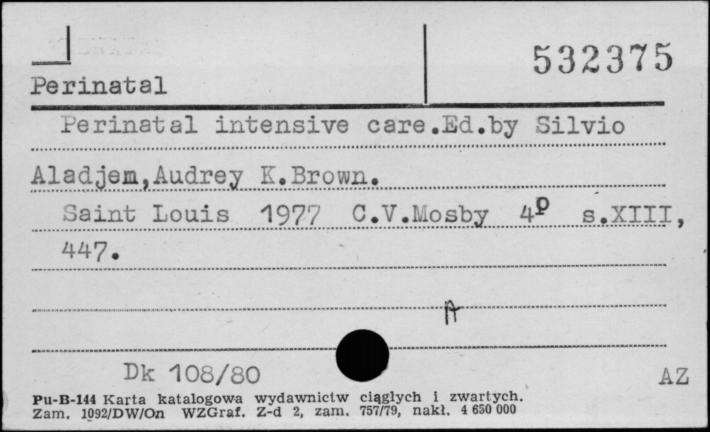 532375
Perinatal
Perinatal intensive care.Ed.by Silvio
Aladjem,Audrey K.Brown.
Saint Louis 1977 C.V.Mosby 4º s.XIII,
447.
A
Dk 108/80 AZ
Pu-B-144 Karta katalogowa wydawnictw ciągłych i zwartych.
Zam. 1092/DW/On WZGraf. Z-d 2, zam. 757/79, nakł. 4 650 000